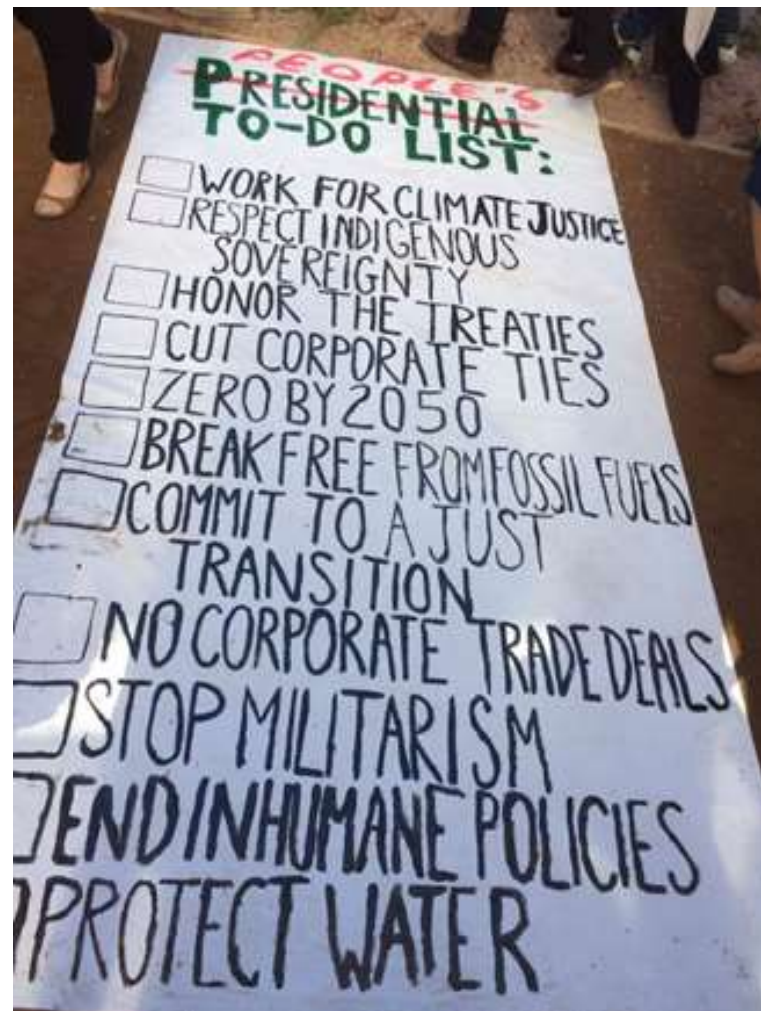 PEOPLE'S
PRESIDENTIAL
TO-DO LIST:
WORK FOR CLIMATE JUSTICE
RESPECT INDIGENOUS
SOVEREIGNTY
HONOR THE TREATIES
CUT CORPORATE TIES
ZERO BY 2050
BREAK FREE FROM FOSSIL FUELS
COMMIT TO A JUST
TRANSITION
NO CORPORATE TRADE DEALS
STOP MILITARISM
END INHUMANE POLICIES
PROTECT WATER